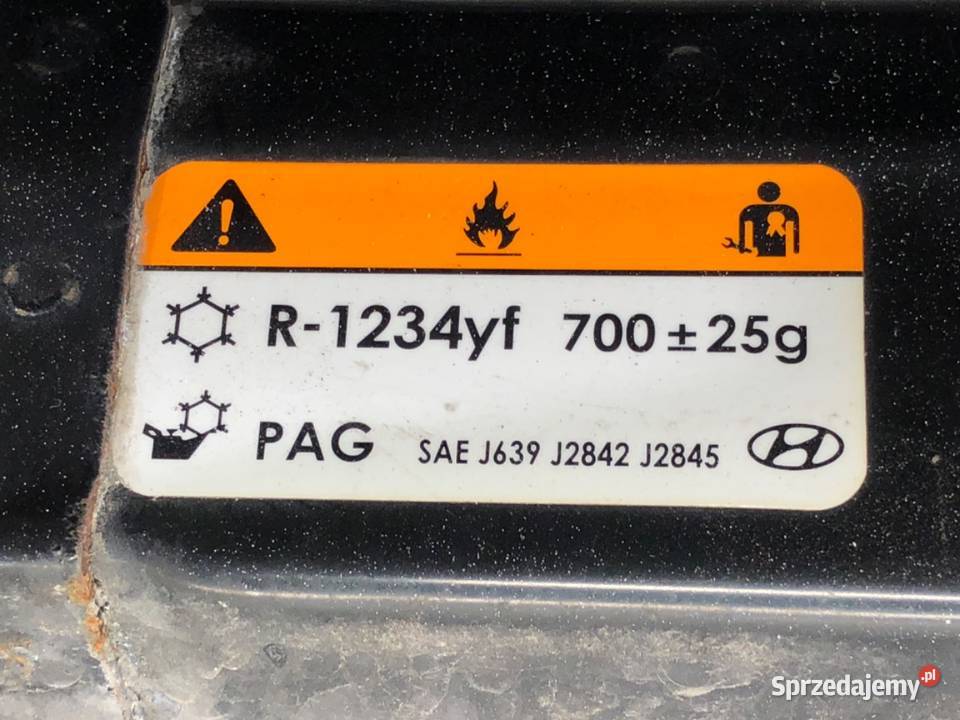 R-1234yf 700 ± 25g
PAG SAE J639 J2842 J2845
Sprzedajemy.pl